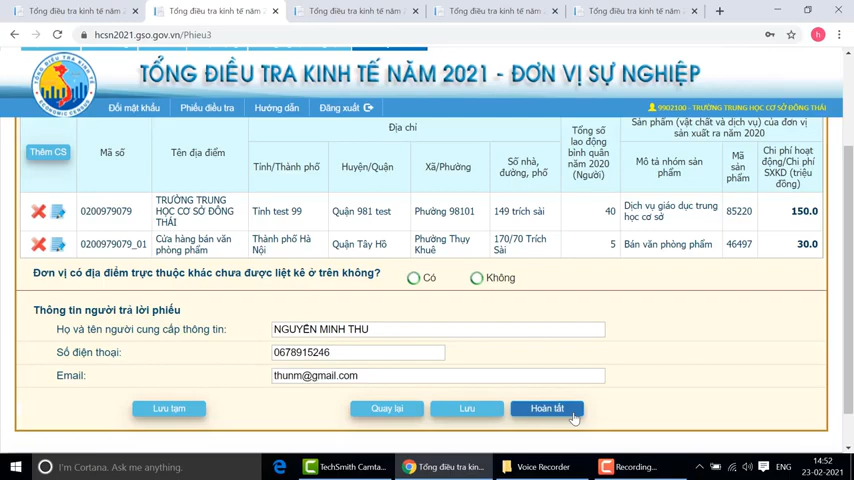 Tổng điều tra kinh tế năm 2
Tổng điều tra kinh tế năm 2
Tổng điều tra kinh tế năm 2
Tổng điều tra kinh tế năm 2
Tổng điều tra kinh tế năm 2
hcsn2021.gso.gov.vn/Phieu3
h
TỔNG ĐIỀU TRA KINH TẾ NĂM 2021 - ĐƠN VỊ SỰ NGHIỆP
Đổi mật khẩu
Phiếu điều tra
Hướng dẫn
Đăng xuất
9902100 - TRƯỜNG TRUNG HỌC CƠ SỞ ĐÔNG THÁI
Thêm CS
Mã số
Tên địa điểm
Địa chỉ
Tỉnh/Thành phố
Huyện/Quận
Xã/Phường
Số nhà,
đường, phố
Tổng số
lao động
bình quân
năm 2020
(Người)
Sản phẩm (vật chất và dịch vụ) của đơn
vị sản xuất ra năm 2020
Mô tả nhóm sản
phẩm
Mã
sản
phẩm
Chi phí hoạt
động/Chi phí
SXKD (triệu
đồng)
0200979079
TRƯỜNG TRUNG
HỌC CƠ SỞ ĐÔNG
THÁI
Tỉnh test 99
Quận 981 test
Phường 98101
149 trích sài
40
Dịch vụ giáo dục trung
học cơ sở
85220
150.0
0200979079_01
Cửa hàng bán văn
phòng phẩm
Thành phố Hà
Nội
Quận Tây Hồ
Phường Thụy
Khuê
170/70 Trích
Sài
5
Bán văn phòng phẩm
46497
30.0
Đơn vị có địa điểm trực thuộc khác chưa được liệt kê ở trên không?
Có
Không
Thông tin người trả lời phiếu
Họ và tên người cung cấp thông tin:
NGUYỄN MINH THU
Số điện thoại:
0678915246
Email:
thunm@gmail.com
Lưu tạm
Quay lại
Lưu
Hoàn tất
I'm Cortana. Ask me anything.
TechSmith Camta...
Tổng điều tra kin...
Voice Recorder
Recording...
ENG
14:52
23-02-2021